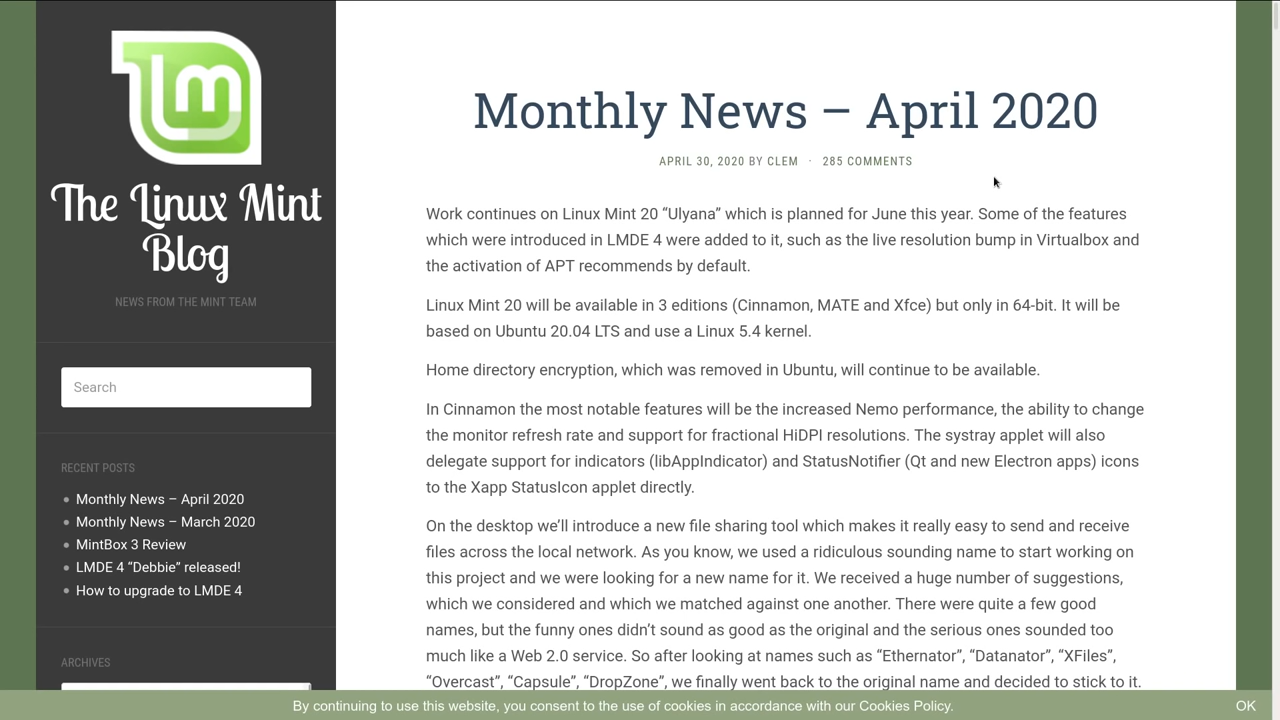 lm
The Linux Mint
Blog
NEWS FROM THE MINT TEAM
Search
RECENT POSTS
Monthly News – April 2020
Monthly News – March 2020
MintBox 3 Review
LMDE 4 “Debbie” released!
How to upgrade to LMDE 4
ARCHIVES
Monthly News – April 2020
APRIL 30, 2020 BY CLEM · 285 COMMENTS
Work continues on Linux Mint 20 “Ulyana” which is planned for June this year. Some of the features
which were introduced in LMDE 4 were added to it, such as the live resolution bump in Virtualbox and
the activation of APT recommends by default.
Linux Mint 20 will be available in 3 editions (Cinnamon, MATE and Xfce) but only in 64-bit. It will be
based on Ubuntu 20.04 LTS and use a Linux 5.4 kernel.
Home directory encryption, which was removed in Ubuntu, will continue to be available.
In Cinnamon the most notable features will be the increased Nemo performance, the ability to change
the monitor refresh rate and support for fractional HiDPI resolutions. The systray applet will also
delegate support for indicators (libAppIndicator) and StatusNotifier (Qt and new Electron apps) icons
to the Xapp StatusIcon applet directly.
On the desktop we’ll introduce a new file sharing tool which makes it really easy to send and receive
files across the local network. As you know, we used a ridiculous sounding name to start working on
this project and we were looking for a new name for it. We received a huge number of suggestions,
which we considered and which we matched against one another. There were quite a few good
names, but the funny ones didn’t sound as good as the original and the serious ones sounded too
much like a Web 2.0 service. So after looking at names such as “Ethernator”, “Datanator”, “XFiles”,
“Overcast”, “Capsule”, “DropZone”, we finally went back to the original name and decided to stick to it.
By continuing to use this website, you consent to the use of cookies in accordance with our Cookies Policy.
OK